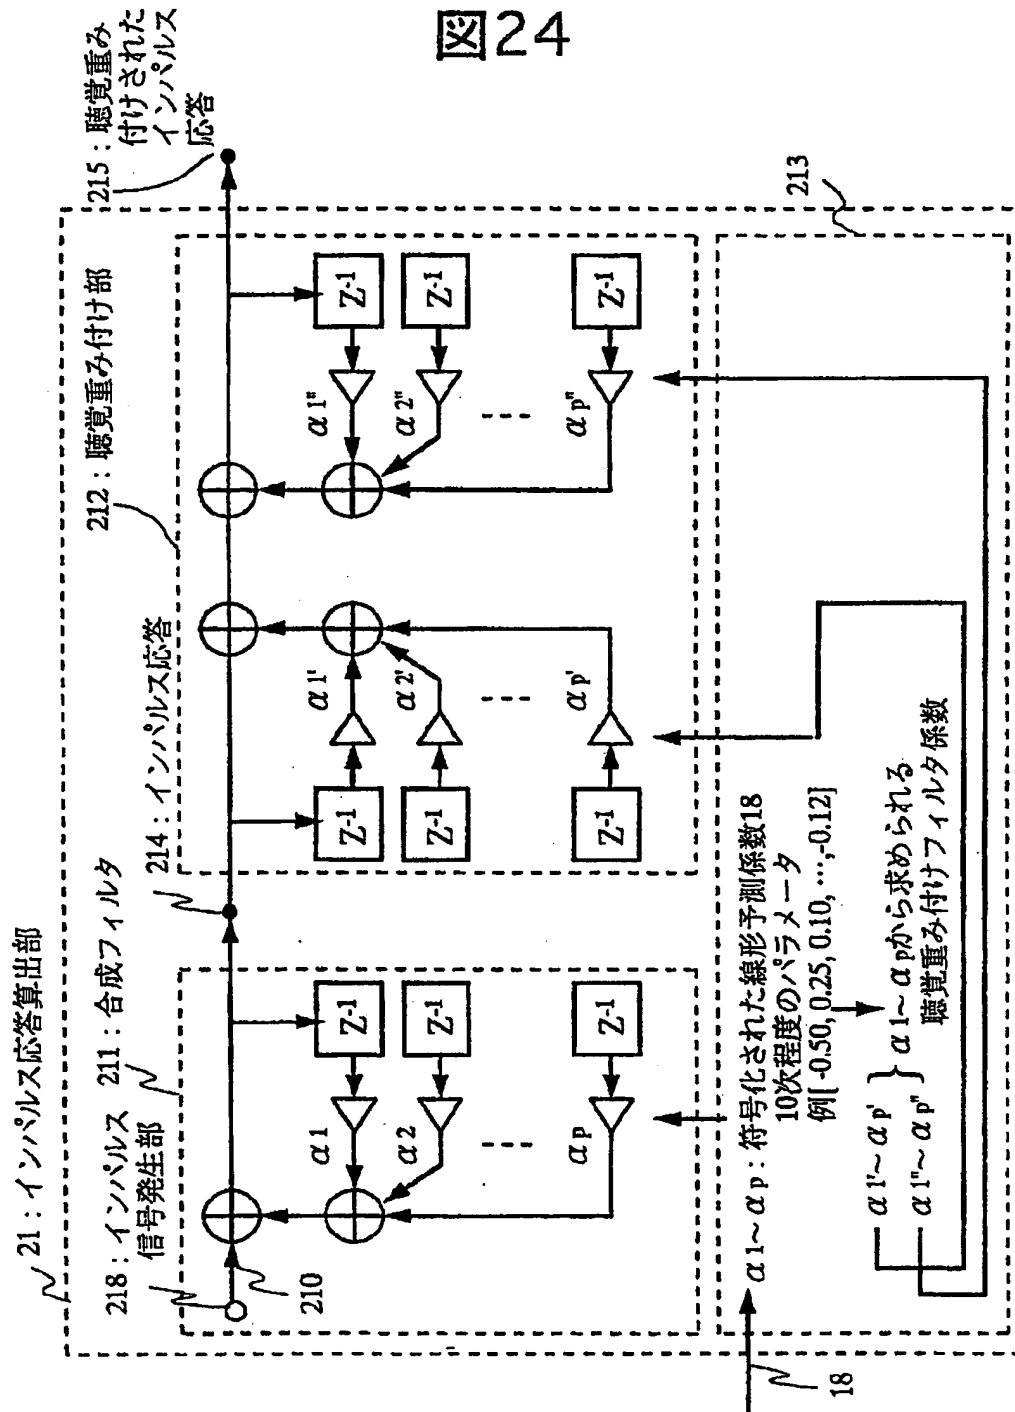 図24
21：インパルス応答算出部
218：インパルス
信号発生部
211：合成フィルタ
214：インパルス応答
212：聴覚重み付け部
215：聴覚重み
付けされた
インパルス
応答
210
α1
α2
αp
Z-1
Z-1
Z-1
α1'
α2'
αp'
Z-1
Z-1
Z-1
α1"
α2"
αp"
Z-1
Z-1
Z-1
213
18
α1～αp：符号化された線形予測係数18
10次程度のパラメータ
例[-0.50, 0.25, 0.10, …,-0.12]
α1'～αp'
α1"～αp"
α1～αpから求められる
聴覚重み付けフィルタ係数